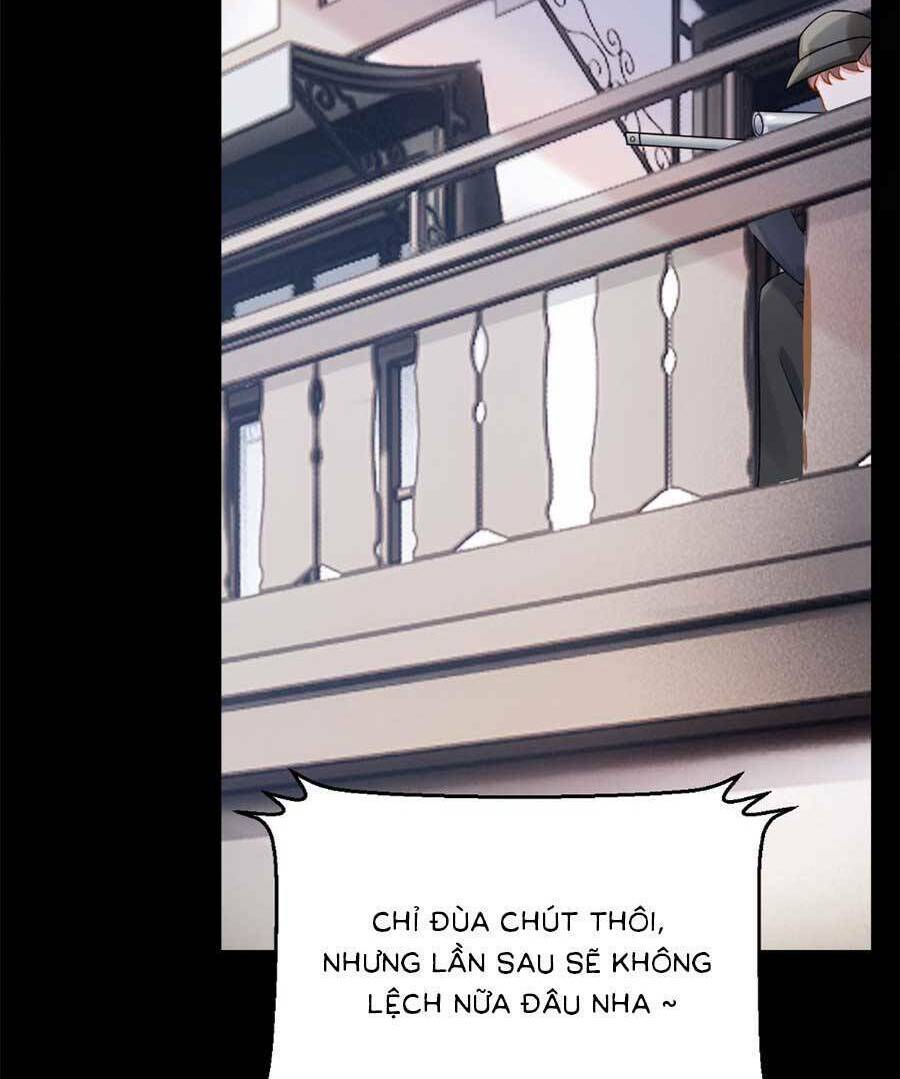 CHỈ ĐÙA CHÚT THÔI,
NHƯNG LẦN SAU SẼ KHÔNG
LỆCH NỮA ĐÂU NHA ~